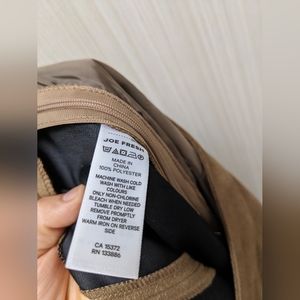 JOE FRESH
MADE IN
CHINA
100% POLYESTER
MACHINE WASH COLD
WASH WITH LIKE
COLOURS
ONLY NON-CHLORINE
BLEACH WHEN NEEDED
TUMBLE DRY LOW
REMOVE PROMPTLY
FROM DRYER
WARM IRON ON REVERSE
SIDE
CA 15372
RN 133886